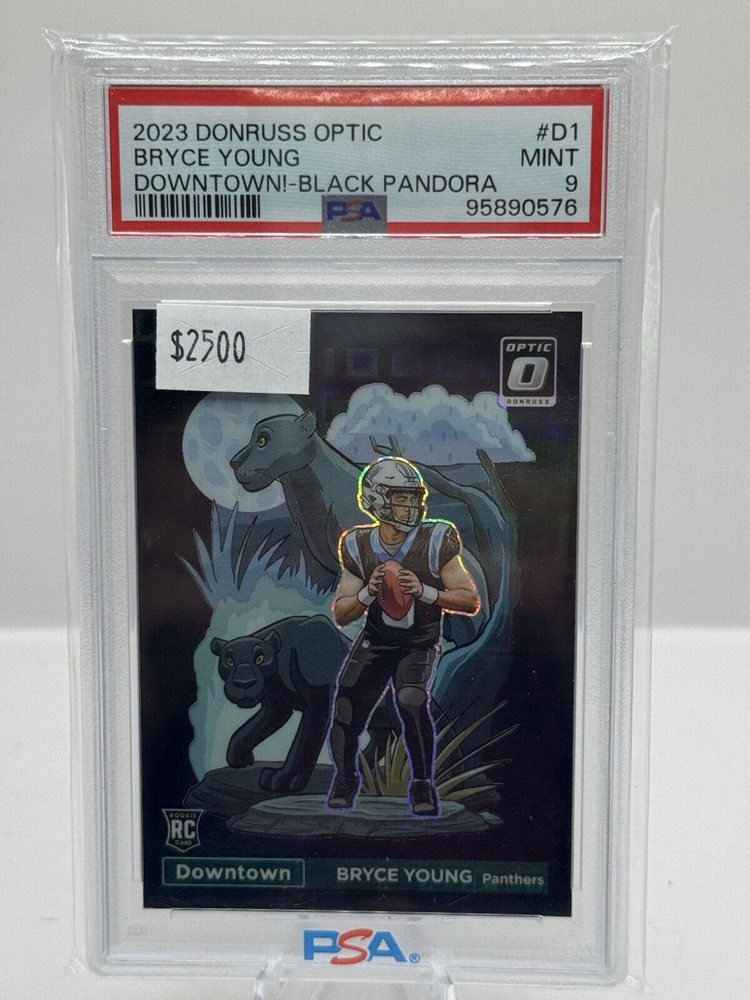 2023 DONRUSS OPTIC #D1
BRYCE YOUNG MINT
DOWNTOWN!-BLACK PANDORA 9
PSA 95890576
$2500
OPTIC
O
DONRUSS
ROOKIE
RC
CARD
Downtown BRYCE YOUNG Panthers
PSA®